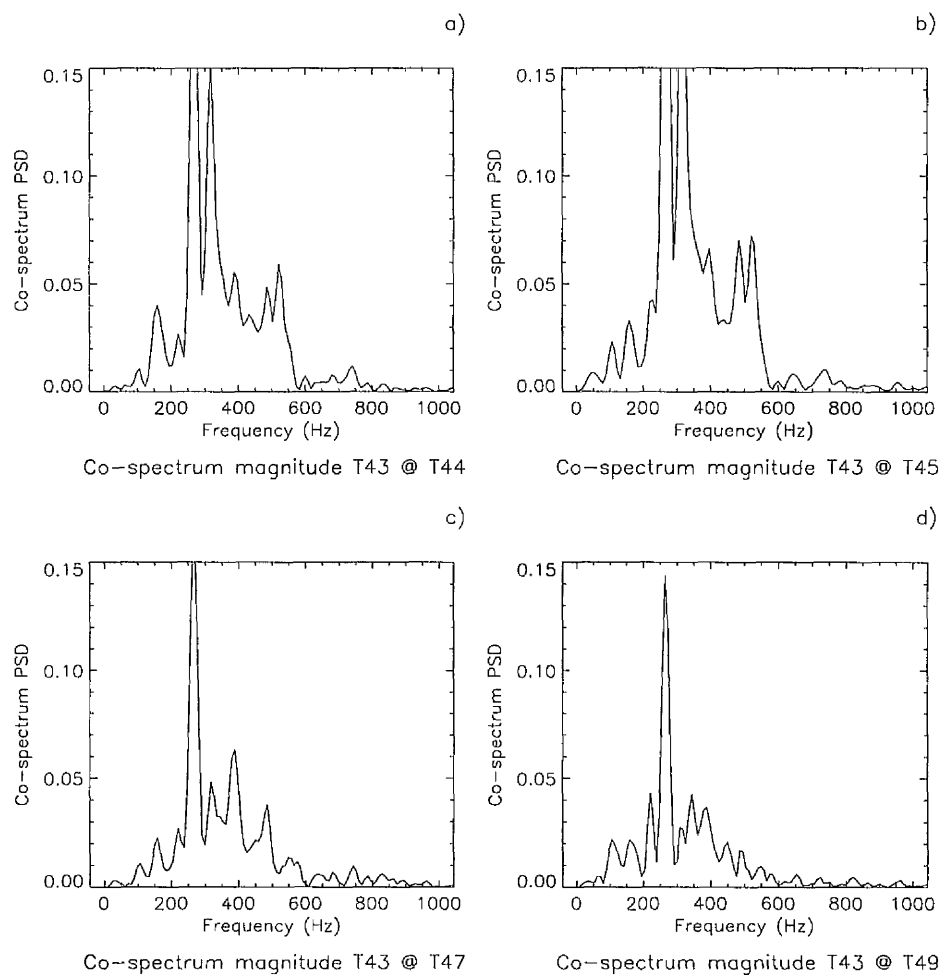 a)
0.15
0.10
0.05
0.00
Co-spectrum PSD
0 200 400 600 800 1000
Frequency (Hz)
Co-spectrum magnitude T43 @ T44
b)
0.15
0.10
0.05
0.00
Co-spectrum PSD
0 200 400 600 800 1000
Frequency (Hz)
Co-spectrum magnitude T43 @ T45
c)
0.15
0.10
0.05
0.00
Co-spectrum PSD
0 200 400 600 800 1000
Frequency (Hz)
Co-spectrum magnitude T43 @ T47
d)
0.15
0.10
0.05
0.00
Co-spectrum PSD
0 200 400 600 800 1000
Frequency (Hz)
Co-spectrum magnitude T43 @ T49